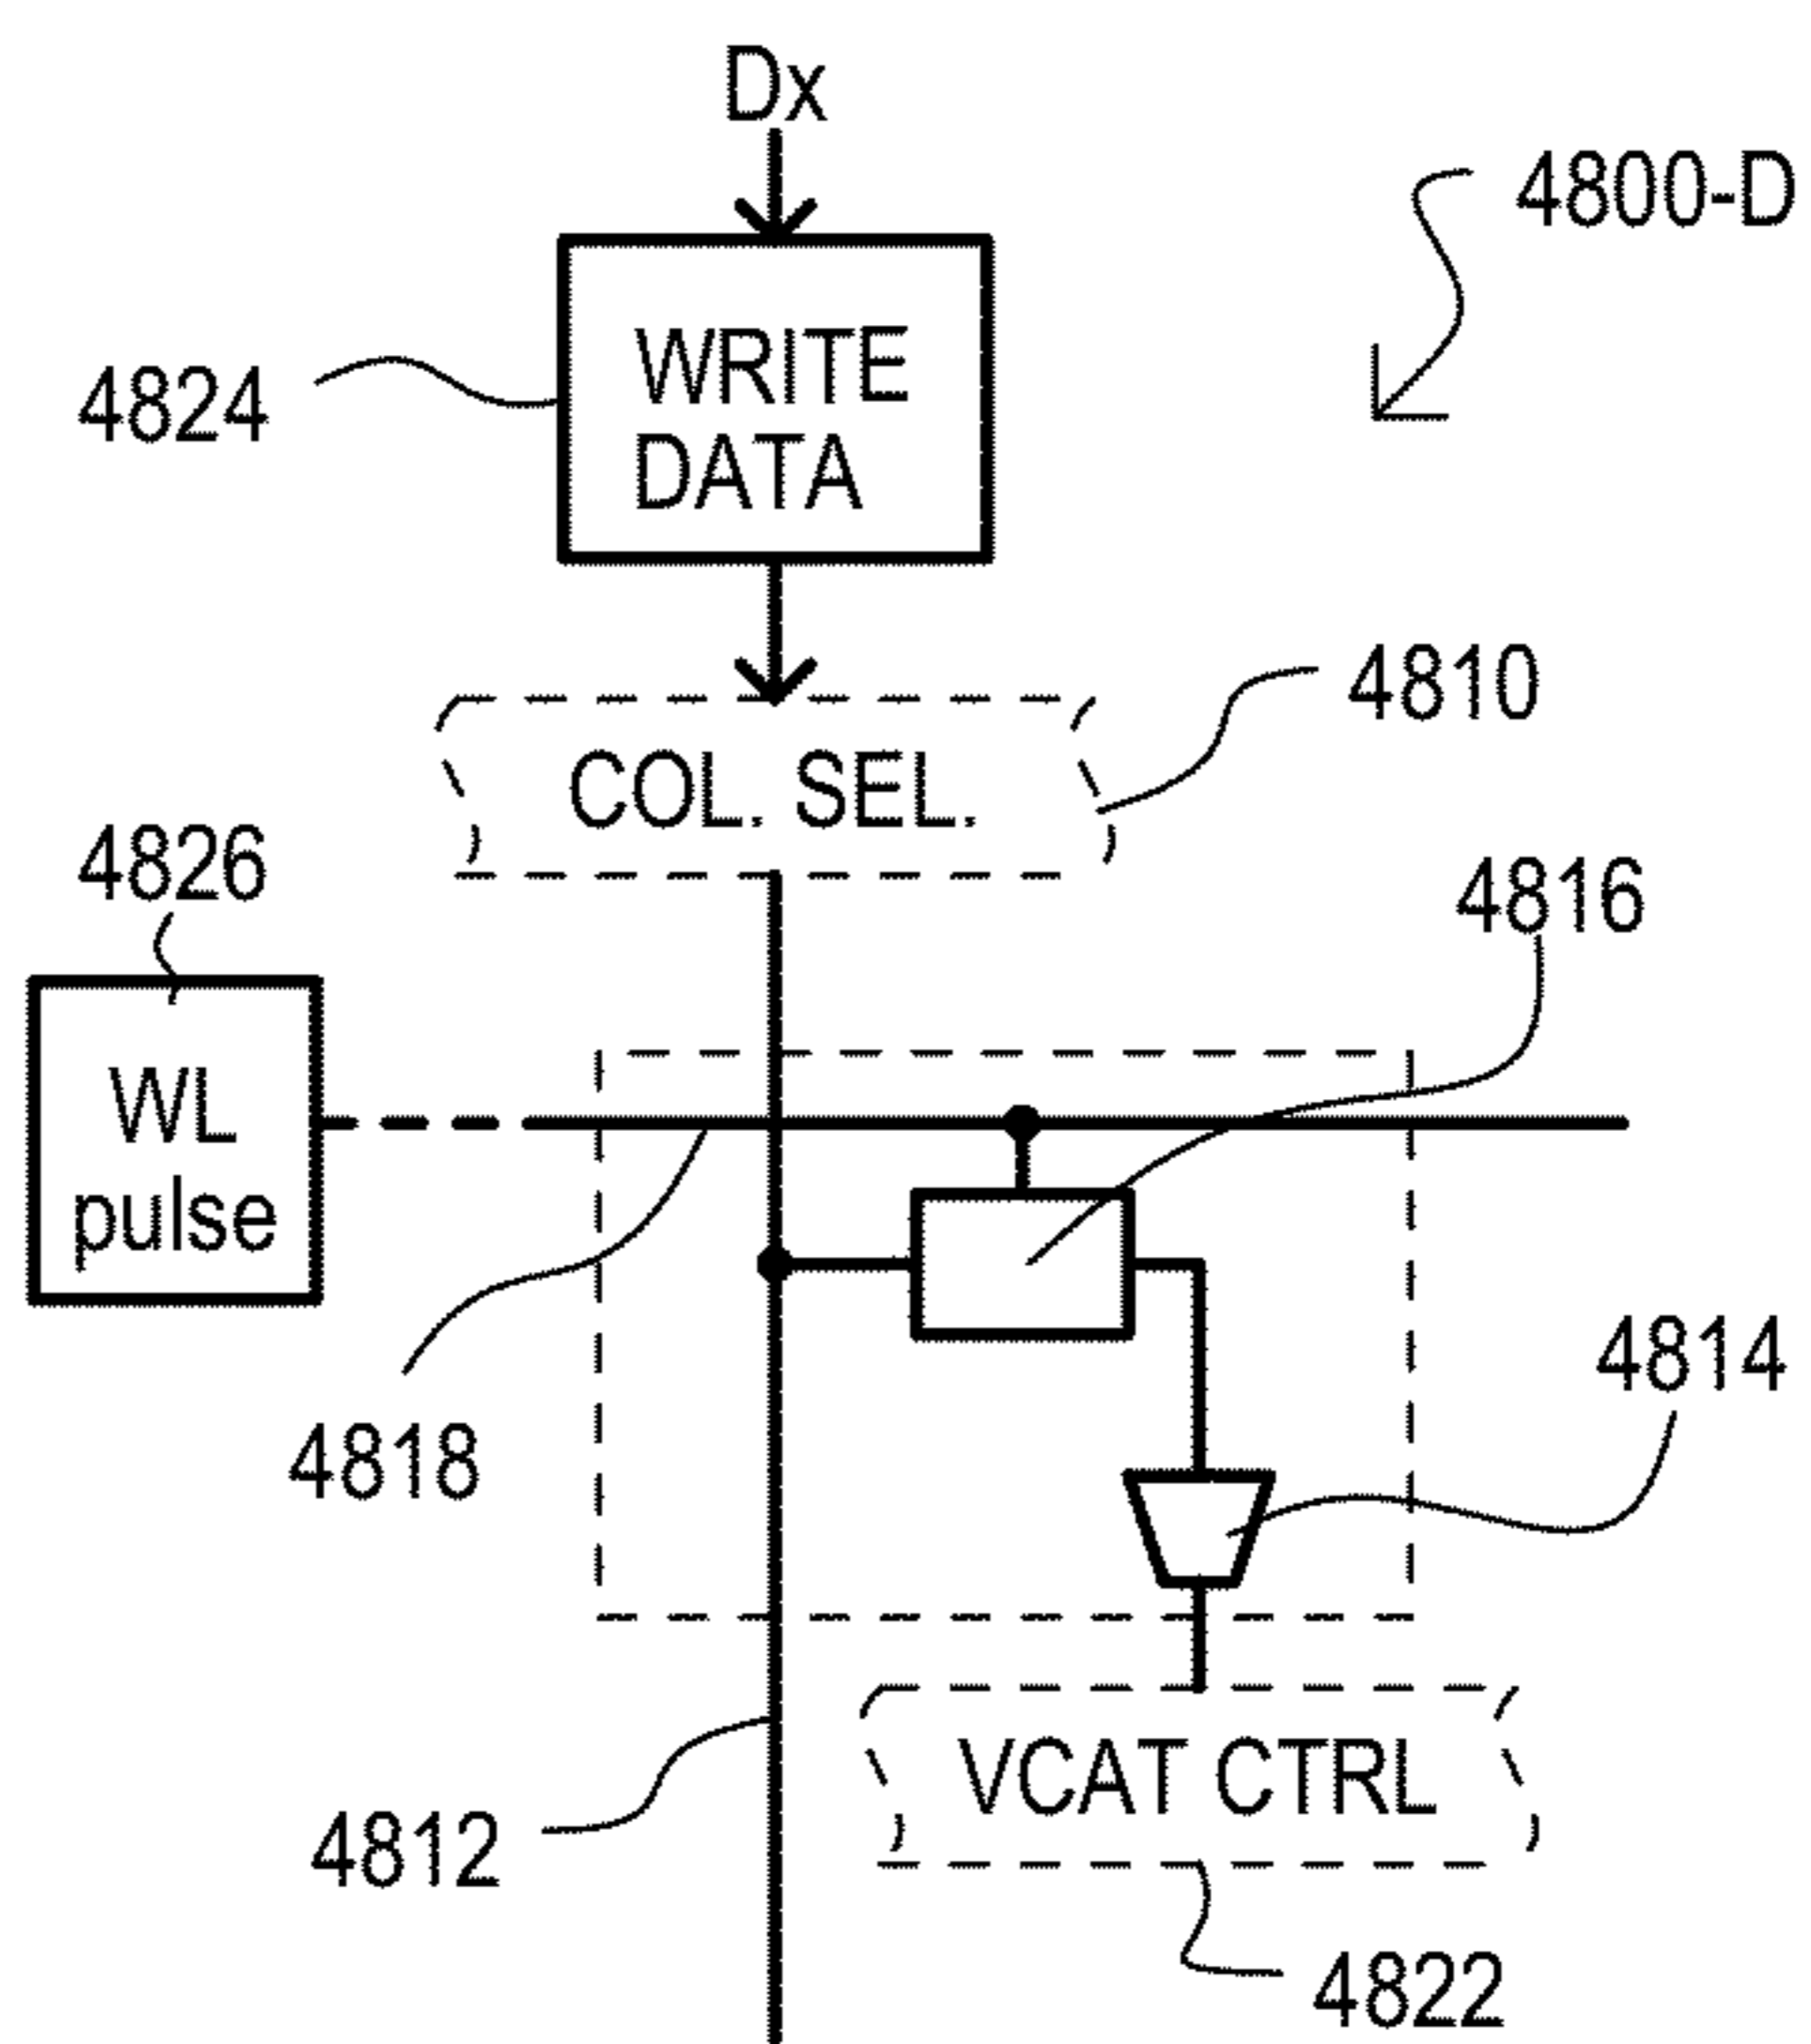 Dx
4800-D
WRITE
DATA
4824
4810
COL. SEL.
4826
4816
WL
pulse
4814
4818
VCAT CTRL
4812
4822